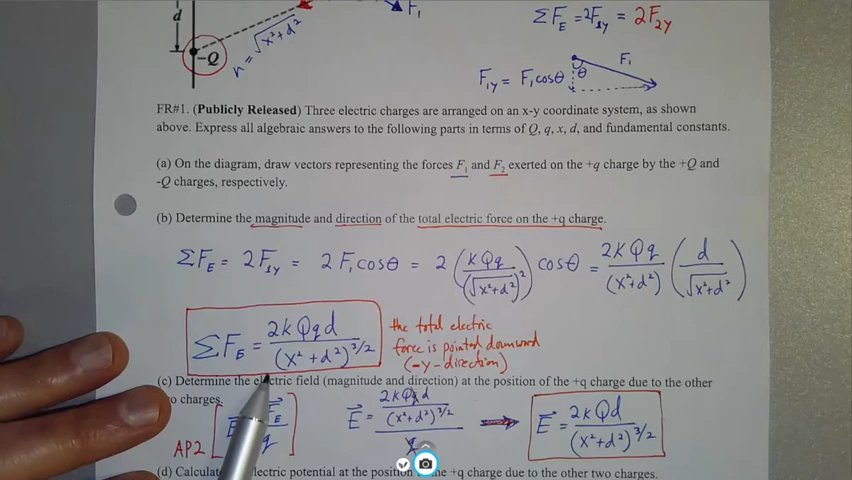 d
-Q
r = √x²+d²
F₁
ΣF_E = 2F₁y = 2F₂y
F₁
θ
F₁y = F₁cosθ
FR#1. (Publicly Released) Three electric charges are arranged on an x-y coordinate system, as shown
above. Express all algebraic answers to the following parts in terms of Q, q, x, d, and fundamental constants.
(a) On the diagram, draw vectors representing the forces F₁ and F₂ exerted on the +q charge by the +Q and
-Q charges, respectively.
(b) Determine the magnitude and direction of the total electric force on the +q charge.
ΣF_E = 2F₁y = 2F₁cosθ = 2(kQq/(√x²+d²)²) cosθ = 2kQq/(x²+d²) (d/√x²+d²)
ΣF_E = 2kQqd/(x²+d²)^3/2
the total electric
force is pointed downward
(-y-direction)
(c) Determine the electric field (magnitude and direction) at the position of the +q charge due to the other
charges.
AP2
E = 2kQqd/(x²+d²)^3/2 / q
E = 2kQd/(x²+d²)^3/2
(d) Calculate electric potential at the position the +q charge due to the other two charges.